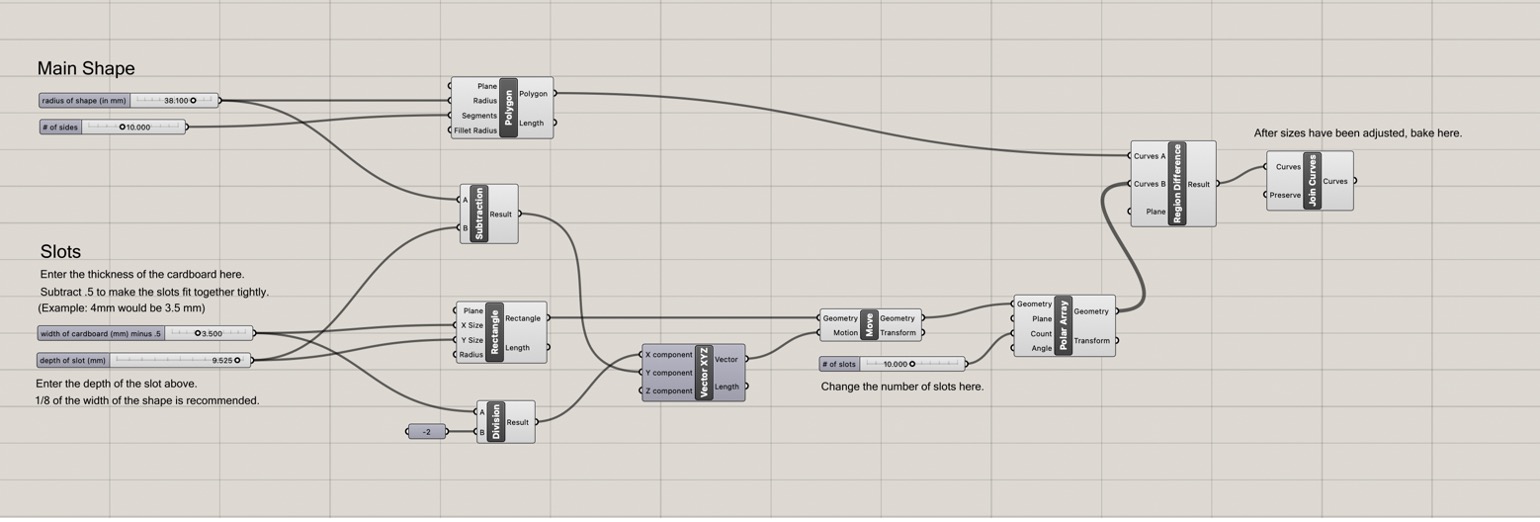 Main Shape
radius of shape (in mm) 38.100
# of sides 10.000
Plane
Radius
Segments
Fillet Radius
Polygon
Polygon
Length
A
B
Subtraction
Result
Slots
Enter the thickness of the cardboard here.
Subtract .5 to make the slots fit together tightly.
(Example: 4mm would be 3.5 mm)
width of cardboard (mm) minus .5 3.500
depth of slot (mm) 9.525
Enter the depth of the slot above.
1/8 of the width of the shape is recommended.
Plane
X Size
Y Size
Radius
Rectangle
Rectangle
Length
-2
A
B
Division
Result
X component
Y component
Z component
Vector XYZ
Vector
Length
Geometry
Motion
Move
Geometry
Transform
# of slots 10.000
Change the number of slots here.
Geometry
Plane
Count
Angle
Polar Array
Geometry
Transform
Curves A
Curves B
Plane
Region Difference
Result
After sizes have been adjusted, bake here.
Curves
Preserve
Join Curves
Curves